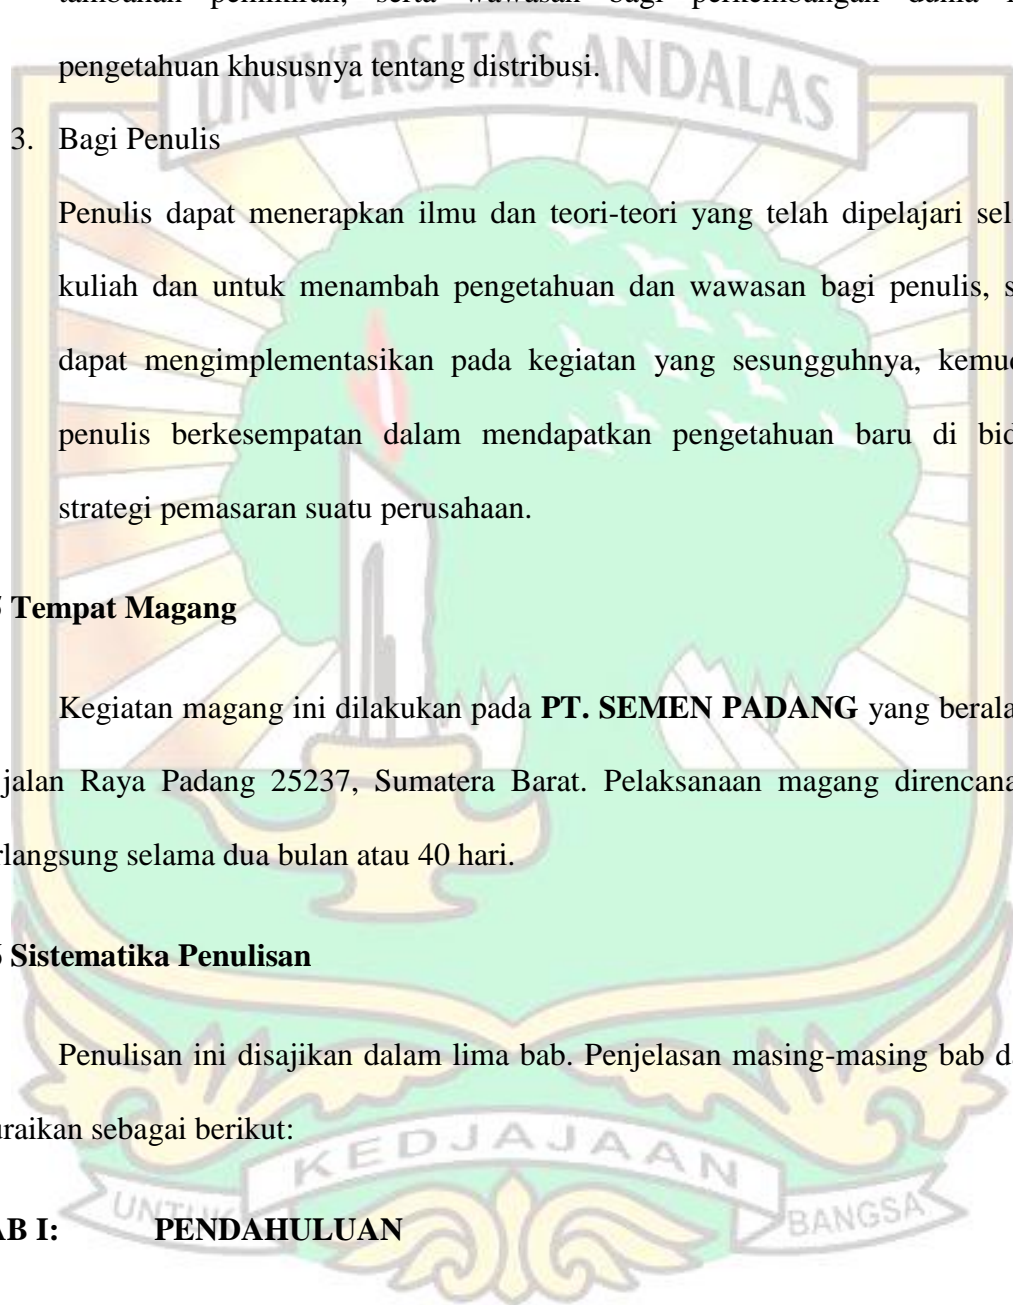 tambahan pemikiran, serta wawasan bagi perkembangan dunia
UNIVERSITAS ANDALAS
pengetahuan khususnya tentang distribusi.
3. Bagi Penulis
Penulis dapat menerapkan ilmu dan teori-teori yang telah dipelajari sel
kuliah dan untuk menambah pengetahuan dan wawasan bagi penulis, s
dapat mengimplementasikan pada kegiatan yang sesungguhnya, kemud
penulis berkesempatan dalam mendapatkan pengetahuan baru di bid
strategi pemasaran suatu perusahaan.
Tempat Magang
Kegiatan magang ini dilakukan pada PT. SEMEN PADANG yang berala
jalan Raya Padang 25237, Sumatera Barat. Pelaksanaan magang direncana
rlangsung selama dua bulan atau 40 hari.
Sistematika Penulisan
Penulisan ini disajikan dalam lima bab. Penjelasan masing-masing bab d
uraikan sebagai berikut:
KEDJAJAAN
UNTUK BANGSA
AB I: PENDAHULUAN